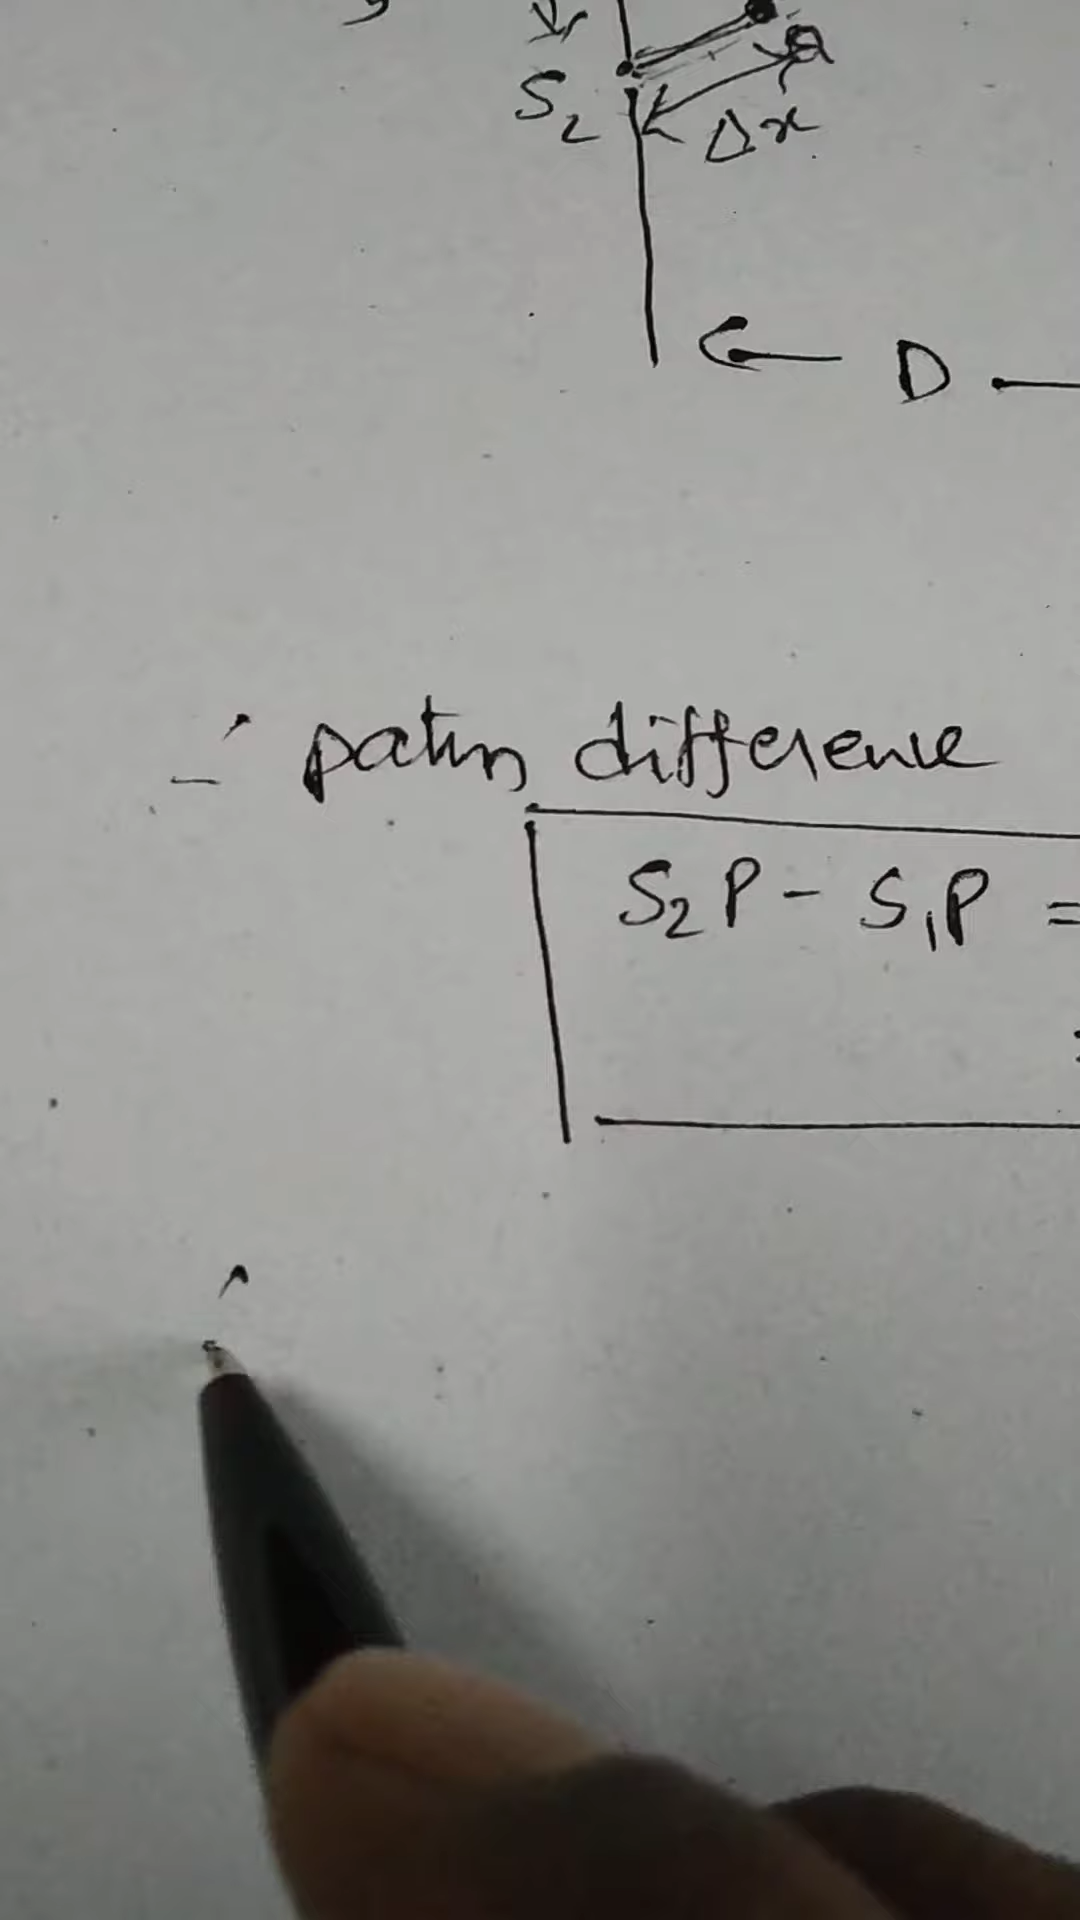 S₂
Δx
D
∴ path difference
S₂P - S₁P =